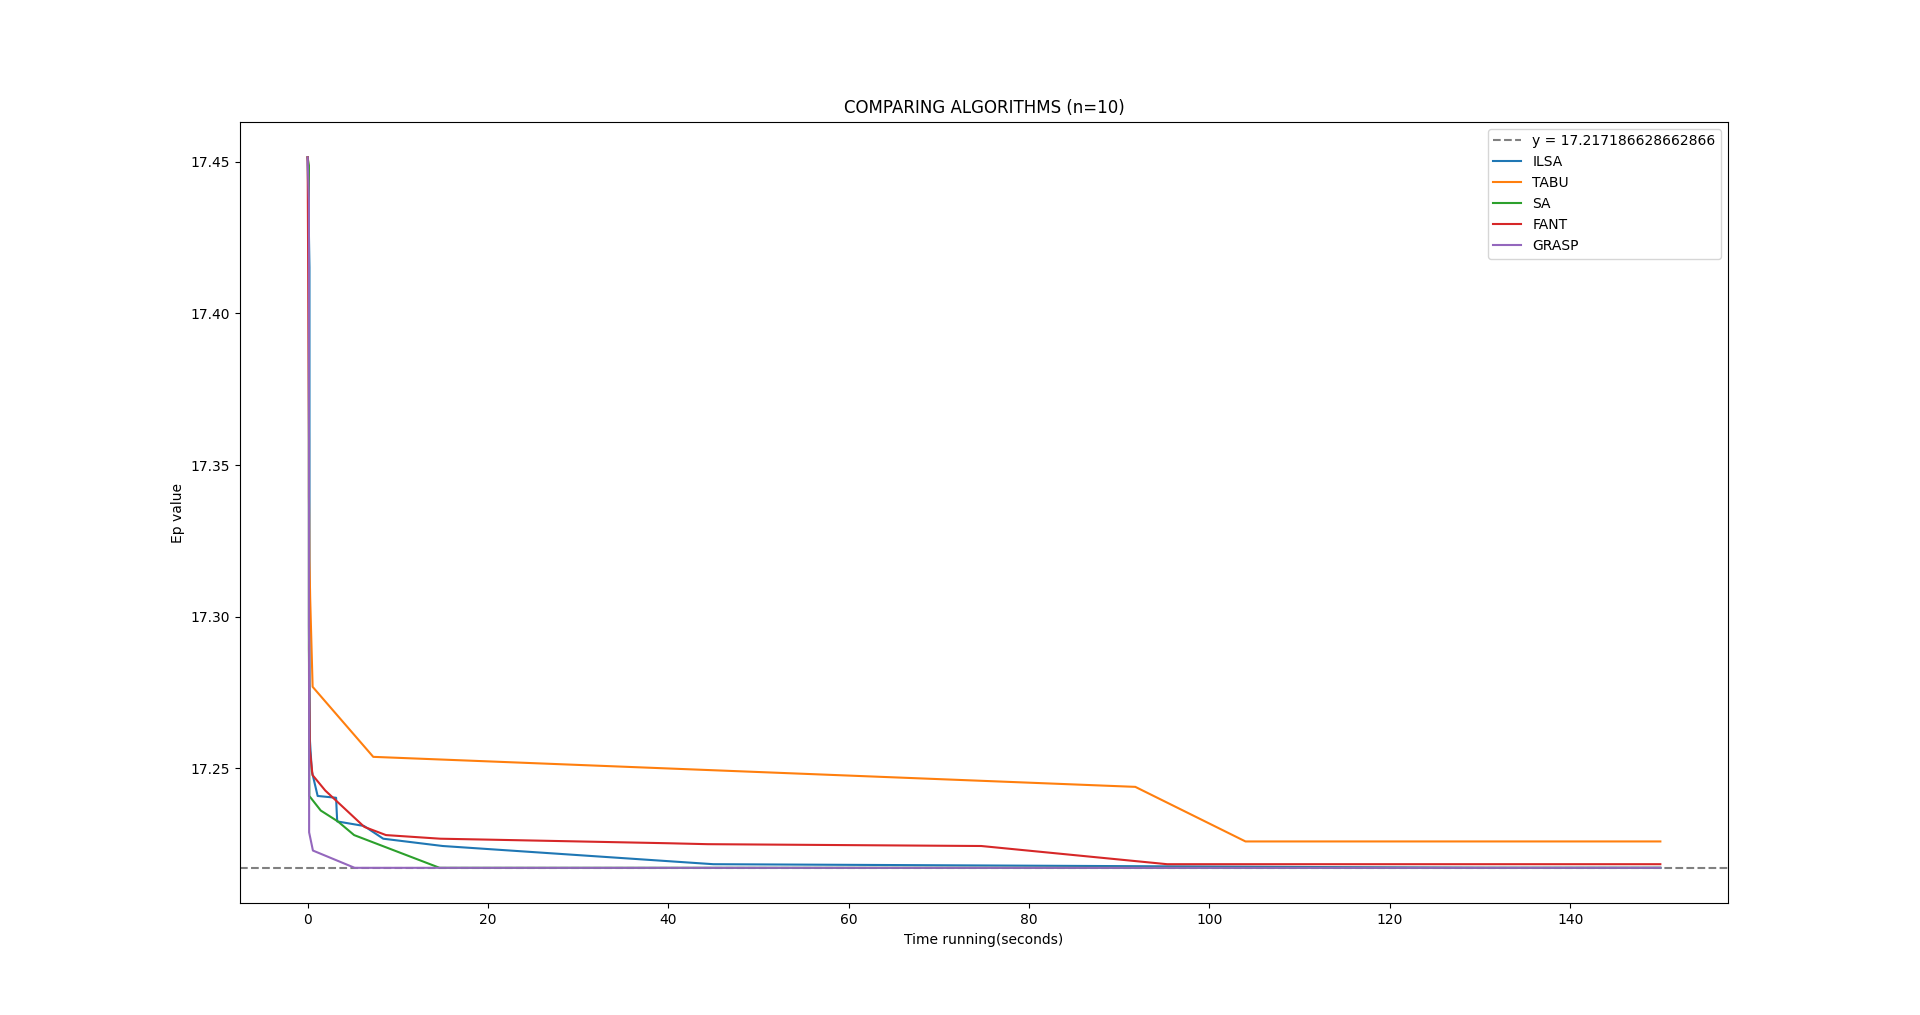 COMPARING ALGORITHMS (n=10)
y = 17.217186628662866
ILSA
TABU
SA
FANT
GRASP
17.45
17.40
17.35
17.30
17.25
Ep value
0 20 40 60 80 100 120 140
Time running(seconds)